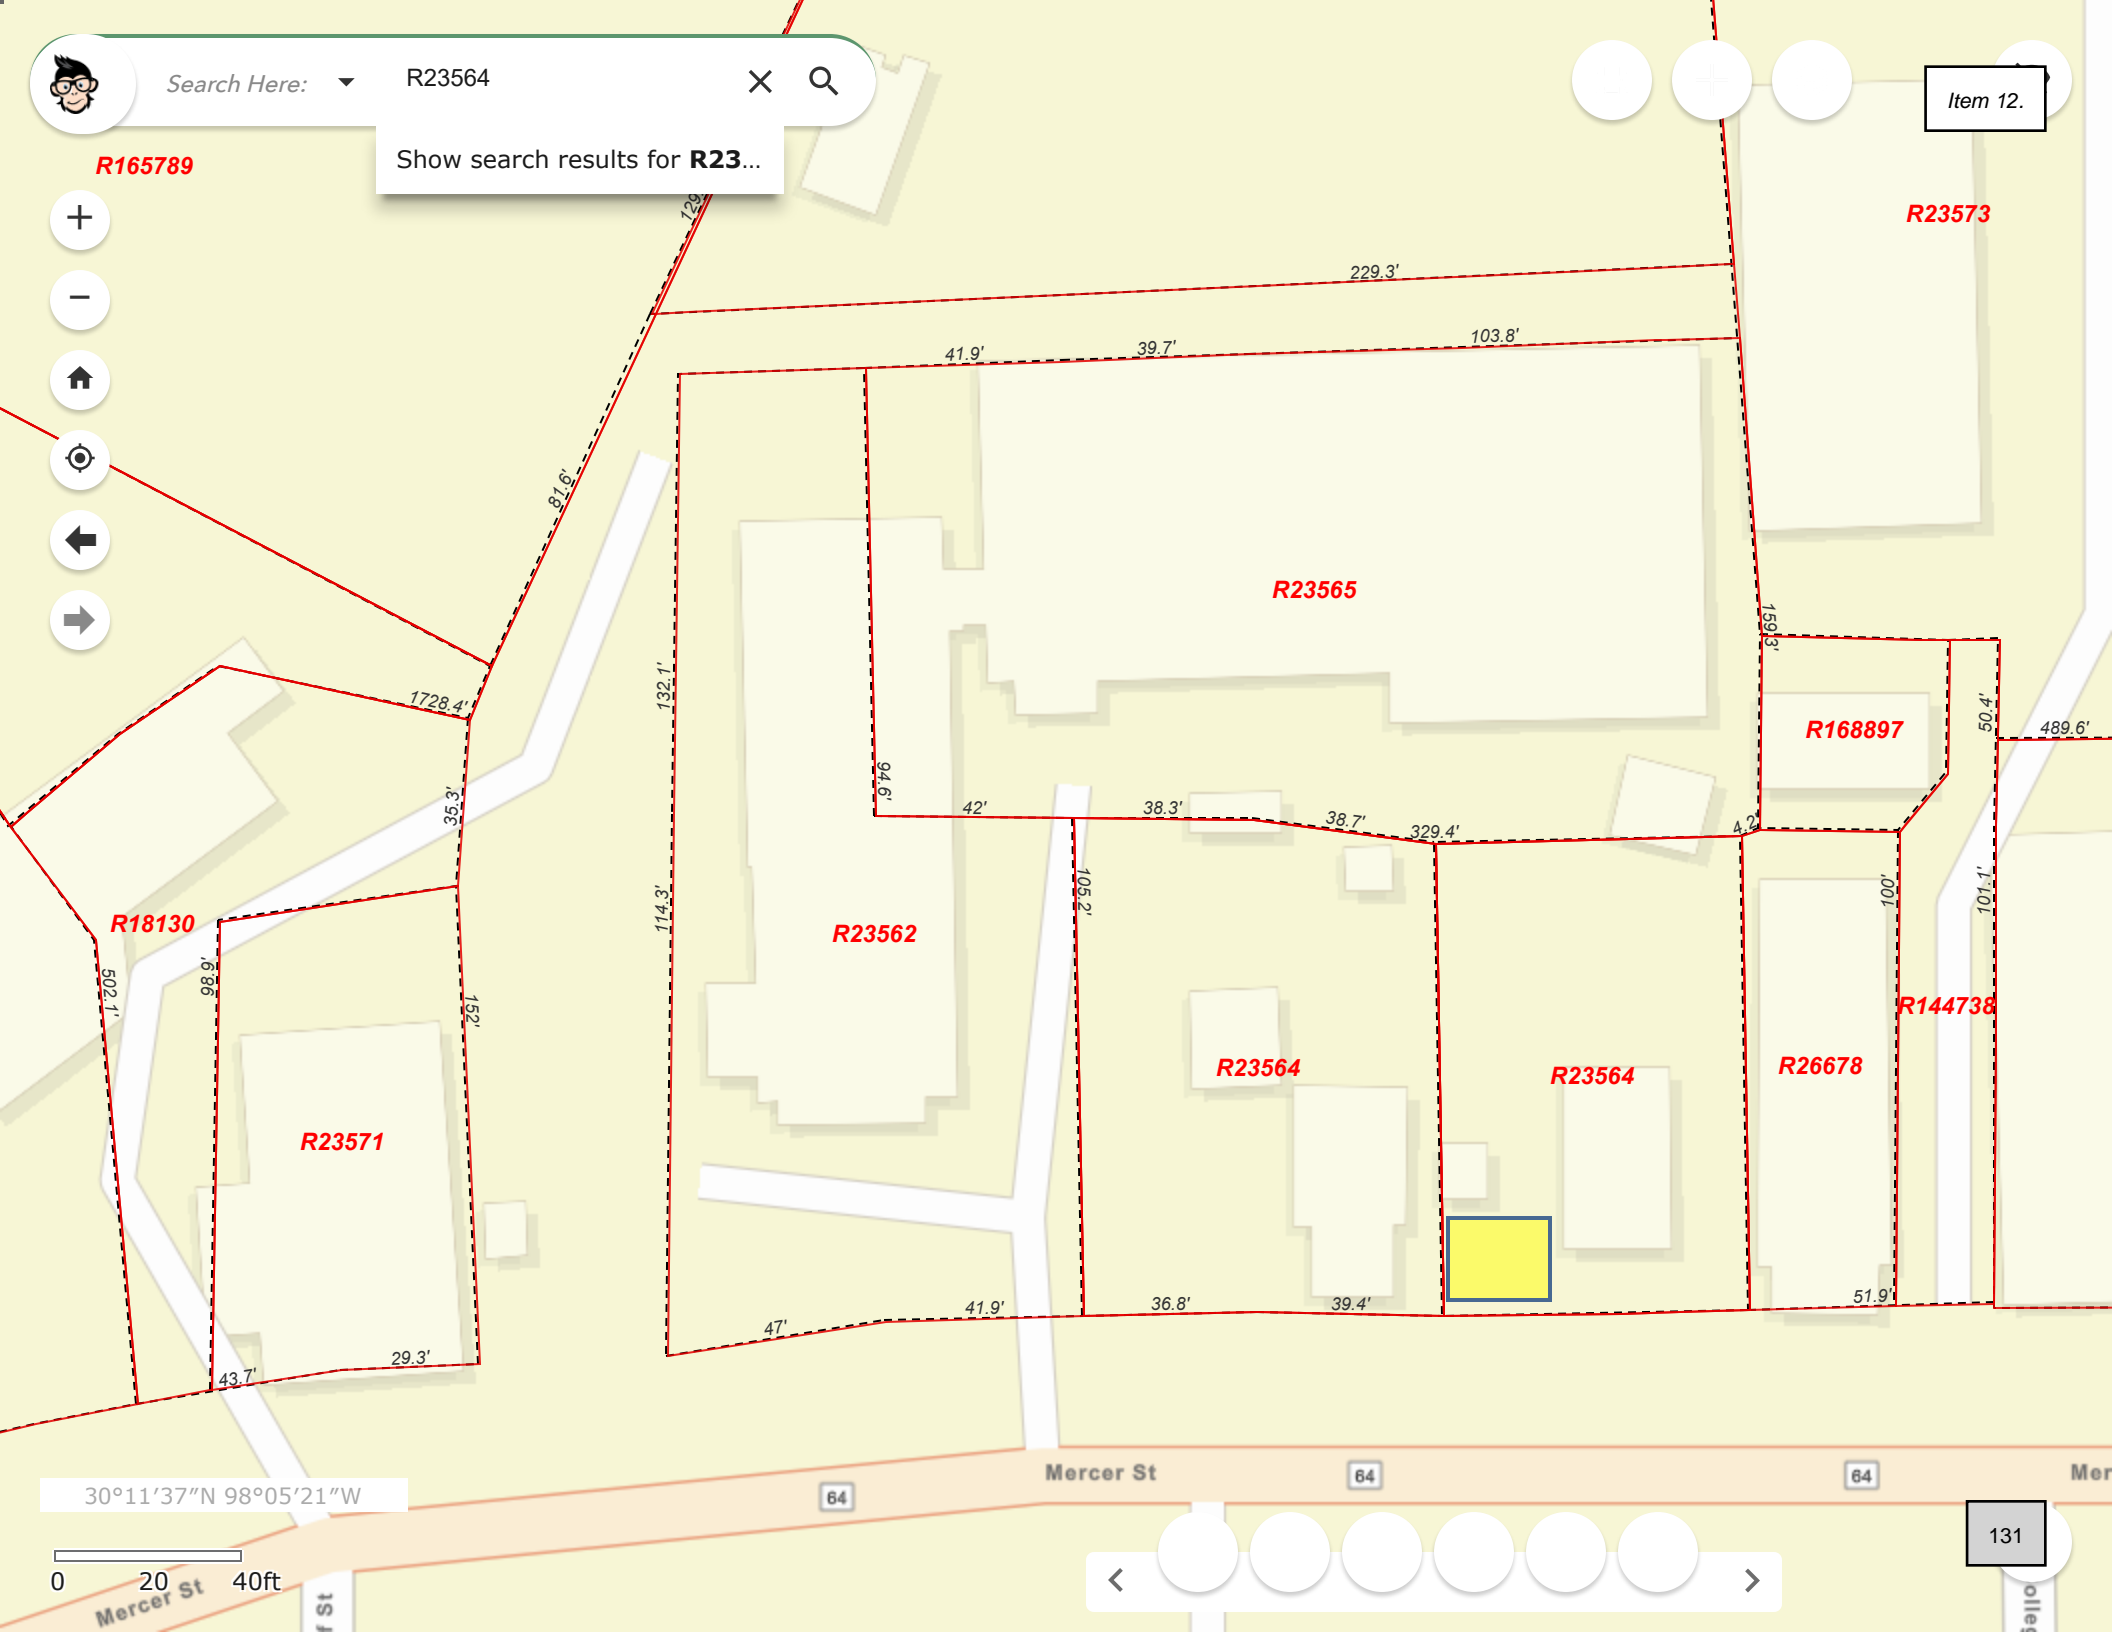 Search Here:
R23564
Item 12.
Show search results for R23...
R165789
R23573
229.3'
103.8'
39.7'
41.9'
81.6'
R23565
159.3'
132.1'
50.4'
1728.4'
489.6'
R168897
94.6'
35.3'
42'
38.3'
38.7'
329.4'
4.2'
105.2'
100'
101.1'
114.3'
R18130
R23562
98.6'
502.1'
152'
R144738
R23564
R23564
R26678
R23571
51.9'
36.8'
39.4'
41.9'
47'
29.3'
43.7'
Mercer St
64
64
64
Mer
30°11'37"N 98°05'21"W
131
0 20 40ft
Mercer St
f St
olleg